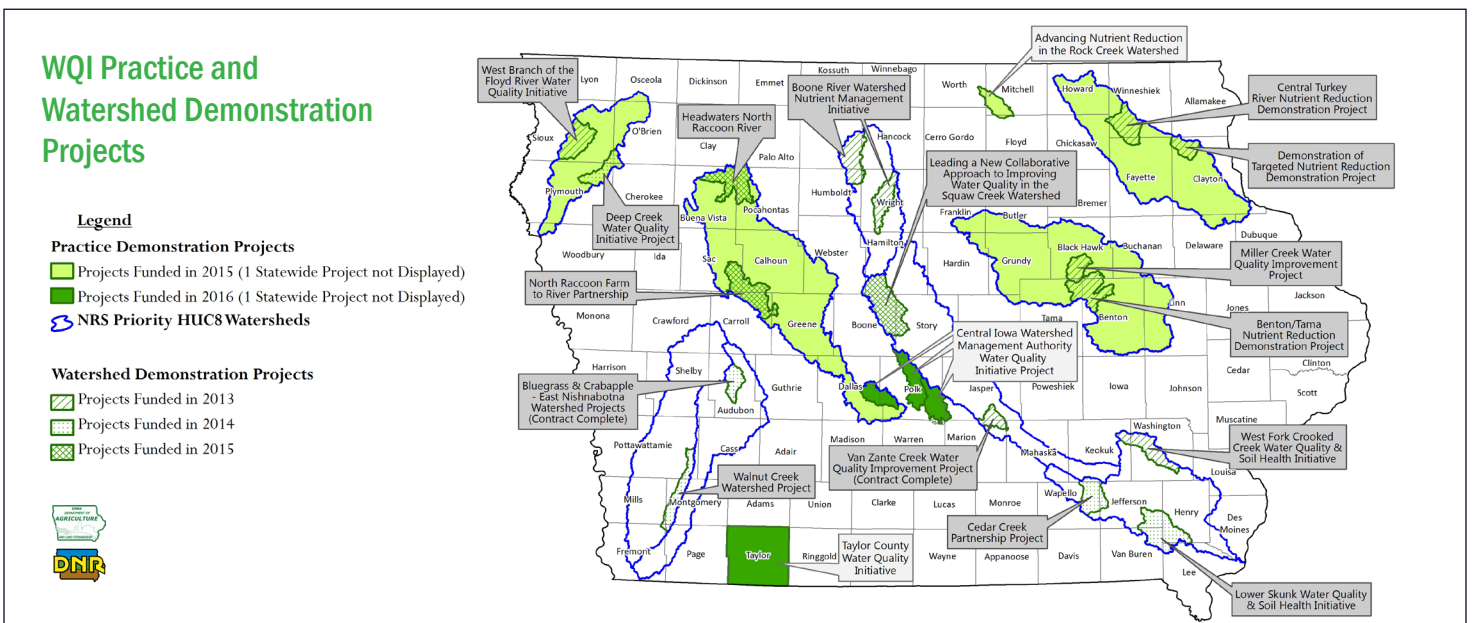 WQI Practice and
Watershed Demonstration
Projects
Legend
Practice Demonstration Projects
Projects Funded in 2015 (1 Statewide Project not Displayed)
Projects Funded in 2016 (1 Statewide Project not Displayed)
NRS Priority HUC8 Watersheds
Watershed Demonstration Projects
Projects Funded in 2013
Projects Funded in 2014
Projects Funded in 2015
IOWA
DEPARTMENT OF
AGRICULTURE
AND LAND STEWARDSHIP
DNR
Advancing Nutrient Reduction
in the Rock Creek Watershed
West Branch of the
Floyd River Water
Quality Initiative
Boone River Watershed
Nutrient Management
Initiative
Central Turkey
River Nutrient Reduction
Demonstration Project
Headwaters North
Raccoon River
Leading a New Collaborative
Approach to Improving
Water Quality in the
Squaw Creek Watershed
Demonstration of
Targeted Nutrient Reduction
Demonstration Project
Deep Creek
Water Quality
Initiative Project
Miller Creek Water
Quality Improvement
Project
North Raccoon Farm
to River Partnership
Benton/Tama
Nutrient Reduction
Demonstration Project
Central Iowa Watershed
Management Authority
Water Quality
Initiative Project
Bluegrass & Crabapple
- East Nishnabotna
Watershed Projects
(Contract Complete)
Van Zante Creek Water
Quality Improvement Project
(Contract Complete)
West Fork Crooked
Creek Water Quality &
Soil Health Initiative
Walnut Creek
Watershed Project
Cedar Creek
Partnership Project
Taylor County
Water Quality
Initiative
Lower Skunk Water Quality
& Soil Health Initiative
Lyon
Osceola
Dickinson
Emmet
Kossuth
Winnebago
Worth
Mitchell
Howard
Winneshiek
Allamakee
Sioux
O'Brien
Clay
Palo Alto
Hancock
Cerro Gordo
Floyd
Chickasaw
Fayette
Clayton
Plymouth
Cherokee
Buena Vista
Pocahontas
Humboldt
Wright
Franklin
Butler
Bremer
Woodbury
Ida
Sac
Calhoun
Webster
Hamilton
Hardin
Grundy
Black Hawk
Buchanan
Delaware
Dubuque
Monona
Crawford
Carroll
Greene
Boone
Story
Tama
Benton
Linn
Jones
Jackson
Harrison
Shelby
Audubon
Guthrie
Dallas
Polk
Jasper
Poweshiek
Iowa
Johnson
Cedar
Clinton
Scott
Pottawattamie
Cass
Adair
Madison
Warren
Marion
Mahaska
Keokuk
Washington
Muscatine
Louisa
Mills
Montgomery
Adams
Union
Clarke
Lucas
Monroe
Wapello
Jefferson
Henry
Des
Moines
Fremont
Page
Taylor
Ringgold
Wayne
Appanoose
Davis
Van Buren
Lee